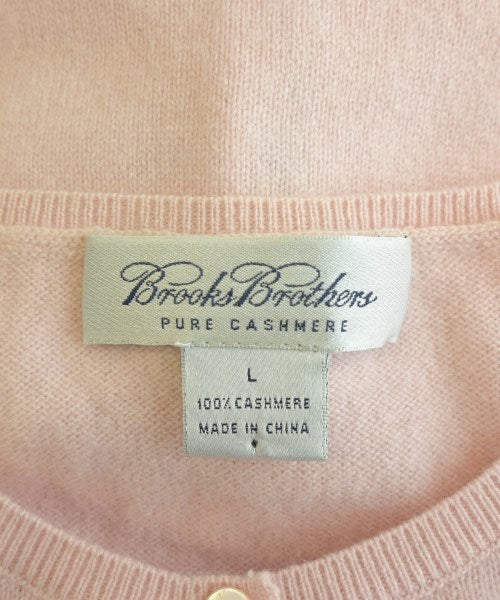 Brooks Brothers
PURE CASHMERE
L
100% CASHMERE
MADE IN CHINA